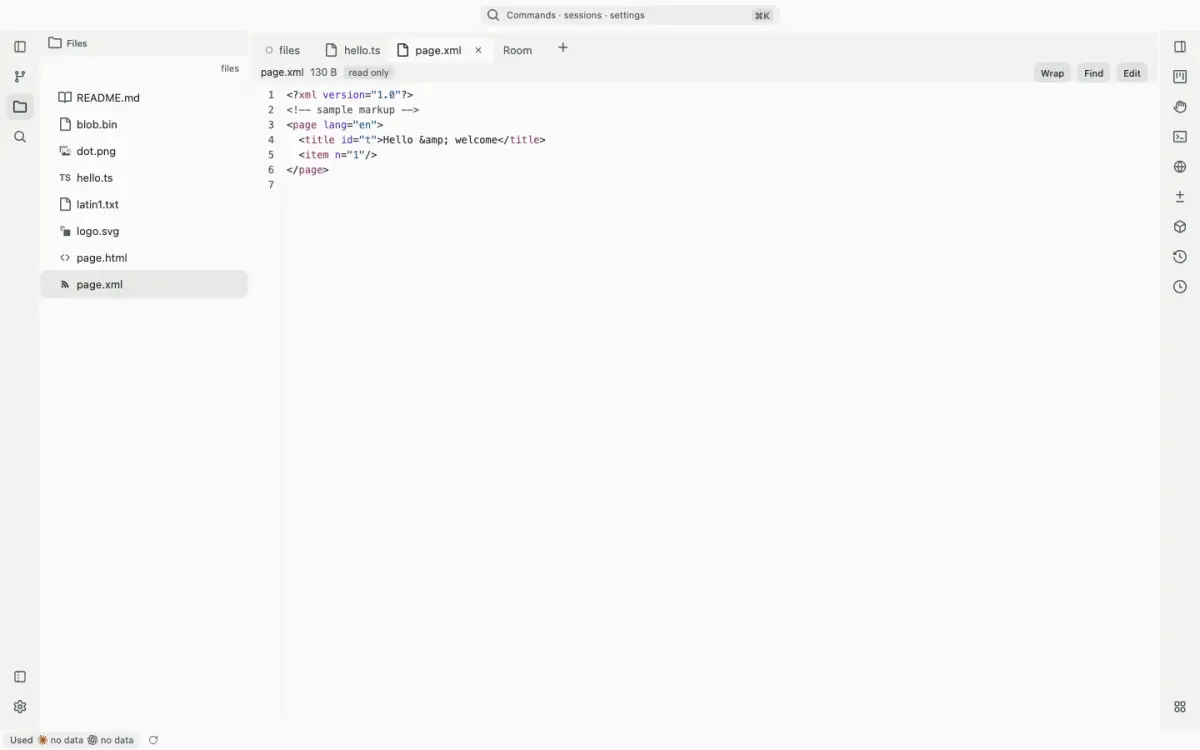 Commands · sessions · settings ⌘K
Files
files
README.md
blob.bin
dot.png
TS hello.ts
latin1.txt
logo.svg
page.html
page.xml
files hello.ts page.xml × Room +
page.xml 130 B read only Wrap Find Edit
1 <?xml version="1.0"?>
2 <!-- sample markup -->
3 <page lang="en">
4   <title id="t">Hello &amp; welcome</title>
5   <item n="1"/>
6 </page>
7
Used no data no data